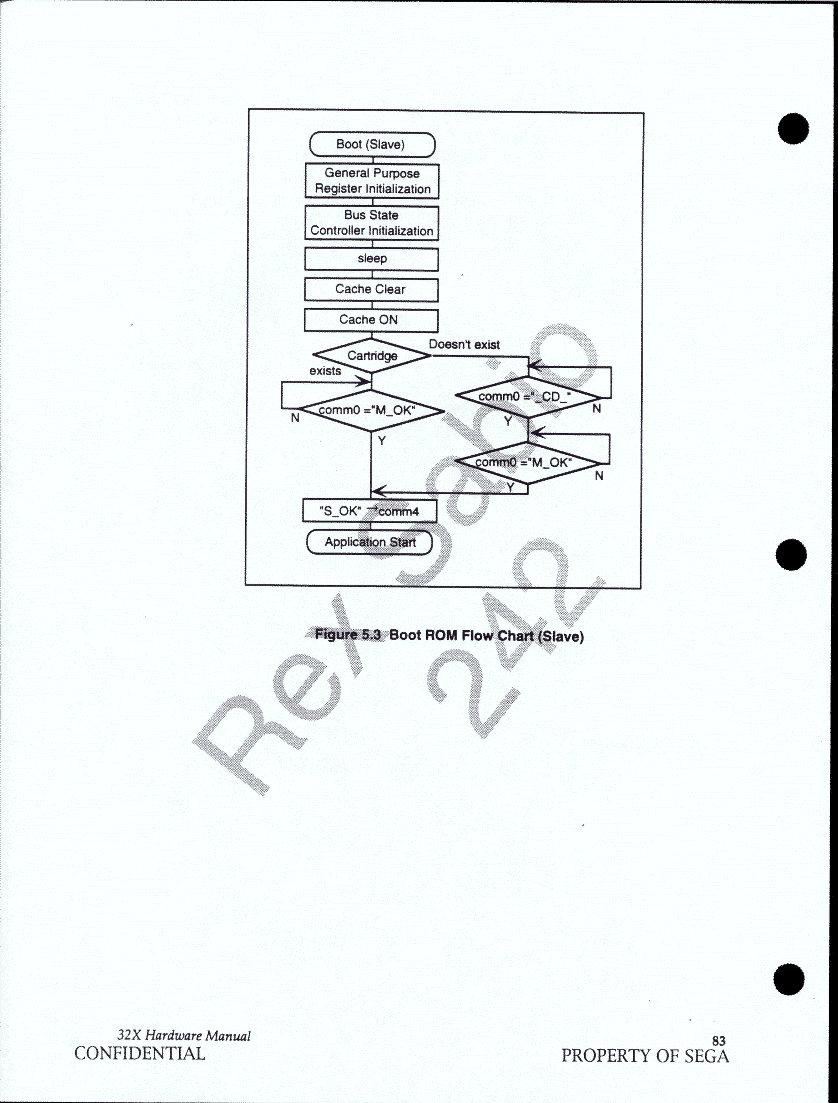 Boot (Slave)
General Purpose
Register Initialization
Bus State
Controller Initialization
sleep
Cache Clear
Cache ON
Cartridge
Doesn't exist
exists
comm0 ="M_OK"
N
Y
comm0 ="_CD_"
N
Y
comm0 ="M_OK"
N
Y
"S_OK" →comm4
Application Start
Figure 5.3 Boot ROM Flow Chart (Slave)
Rex Sabio
242
32X Hardware Manual
CONFIDENTIAL
83
PROPERTY OF SEGA